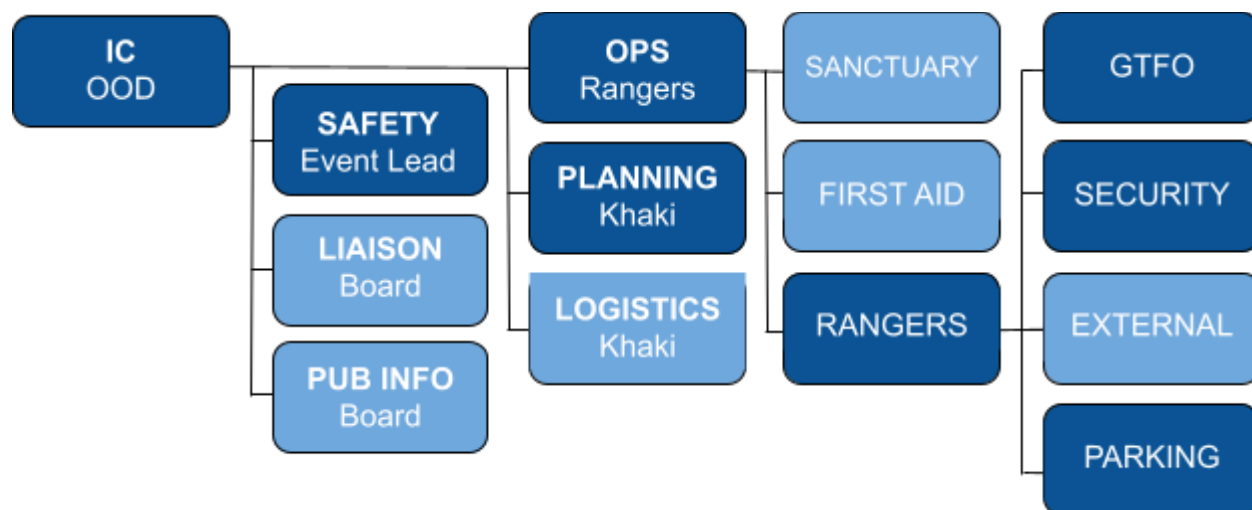 IC
OOD
SAFETY
Event Lead
LIAISON
Board
PUB INFO
Board
OPS
Rangers
PLANNING
Khaki
LOGISTICS
Khaki
SANCTUARY
FIRST AID
RANGERS
GTFO
SECURITY
EXTERNAL
PARKING